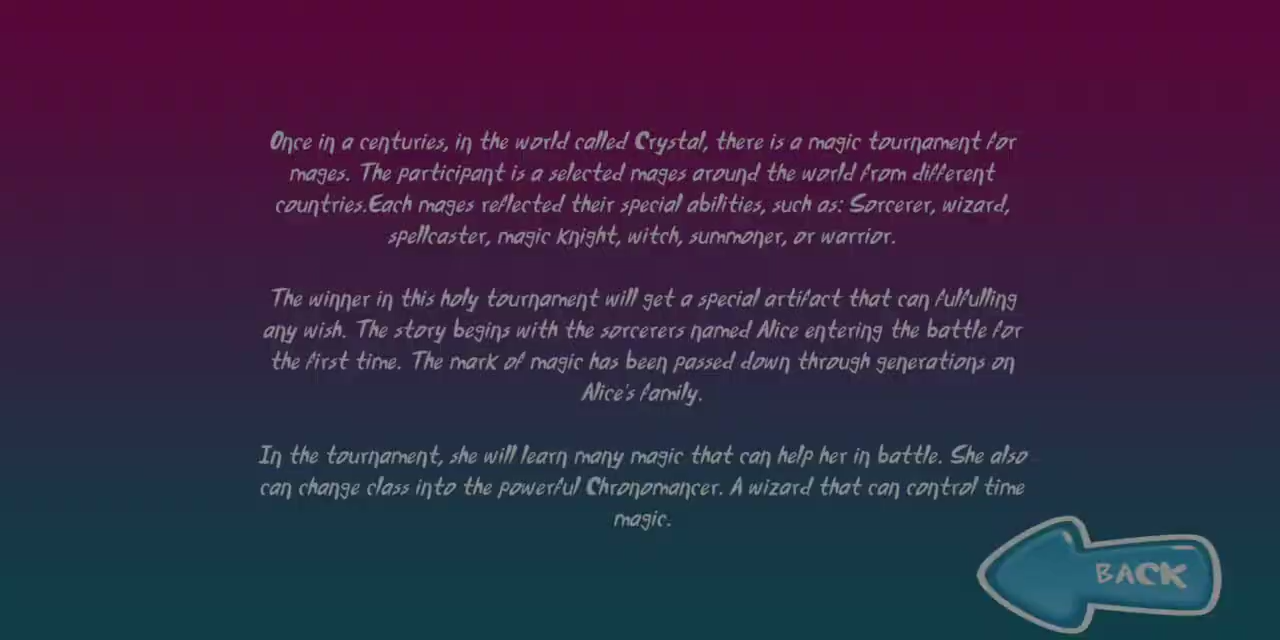 Once in a centuries, in the world called Crystal, there is a magic tournament for
mages. The participant is a selected mages around the world from different
countries.Each mages reflected their special abilities, such as: Sorcerer, wizard,
spellcaster, magic knight, witch, summoner, or warrior.
The winner in this holy tournament will get a special artifact that can fulfulling
any wish. The story begins with the sorcerers named Alice entering the battle for
the first time. The mark of magic has been passed down through generations on
Alice's family.
In the tournament, she will learn many magic that can help her in battle. She also
can change class into the powerful Chronomancer. A wizard that can control time
magic.
BACK